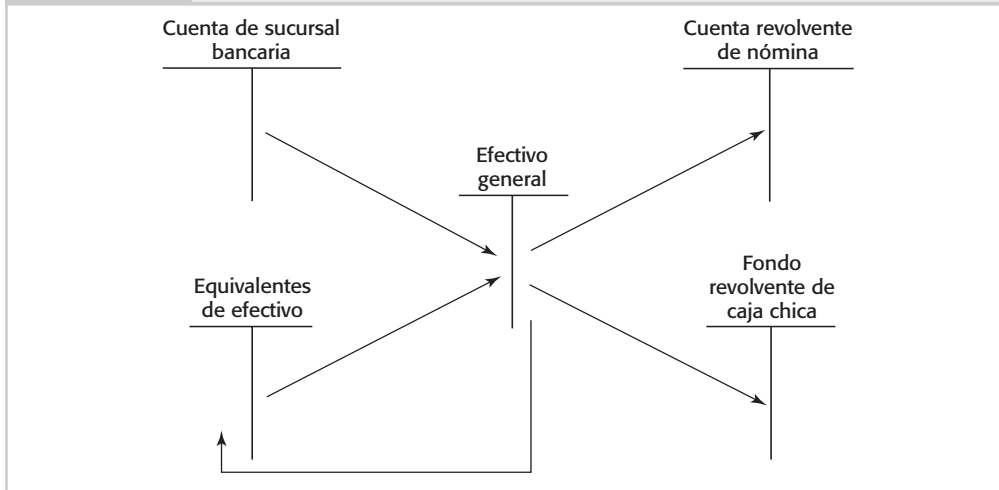 Cuenta de sucursal
bancaria
Cuenta revolvente
de nómina
Efectivo
general
Equivalentes
de efectivo
Fondo
revolvente de
caja chica